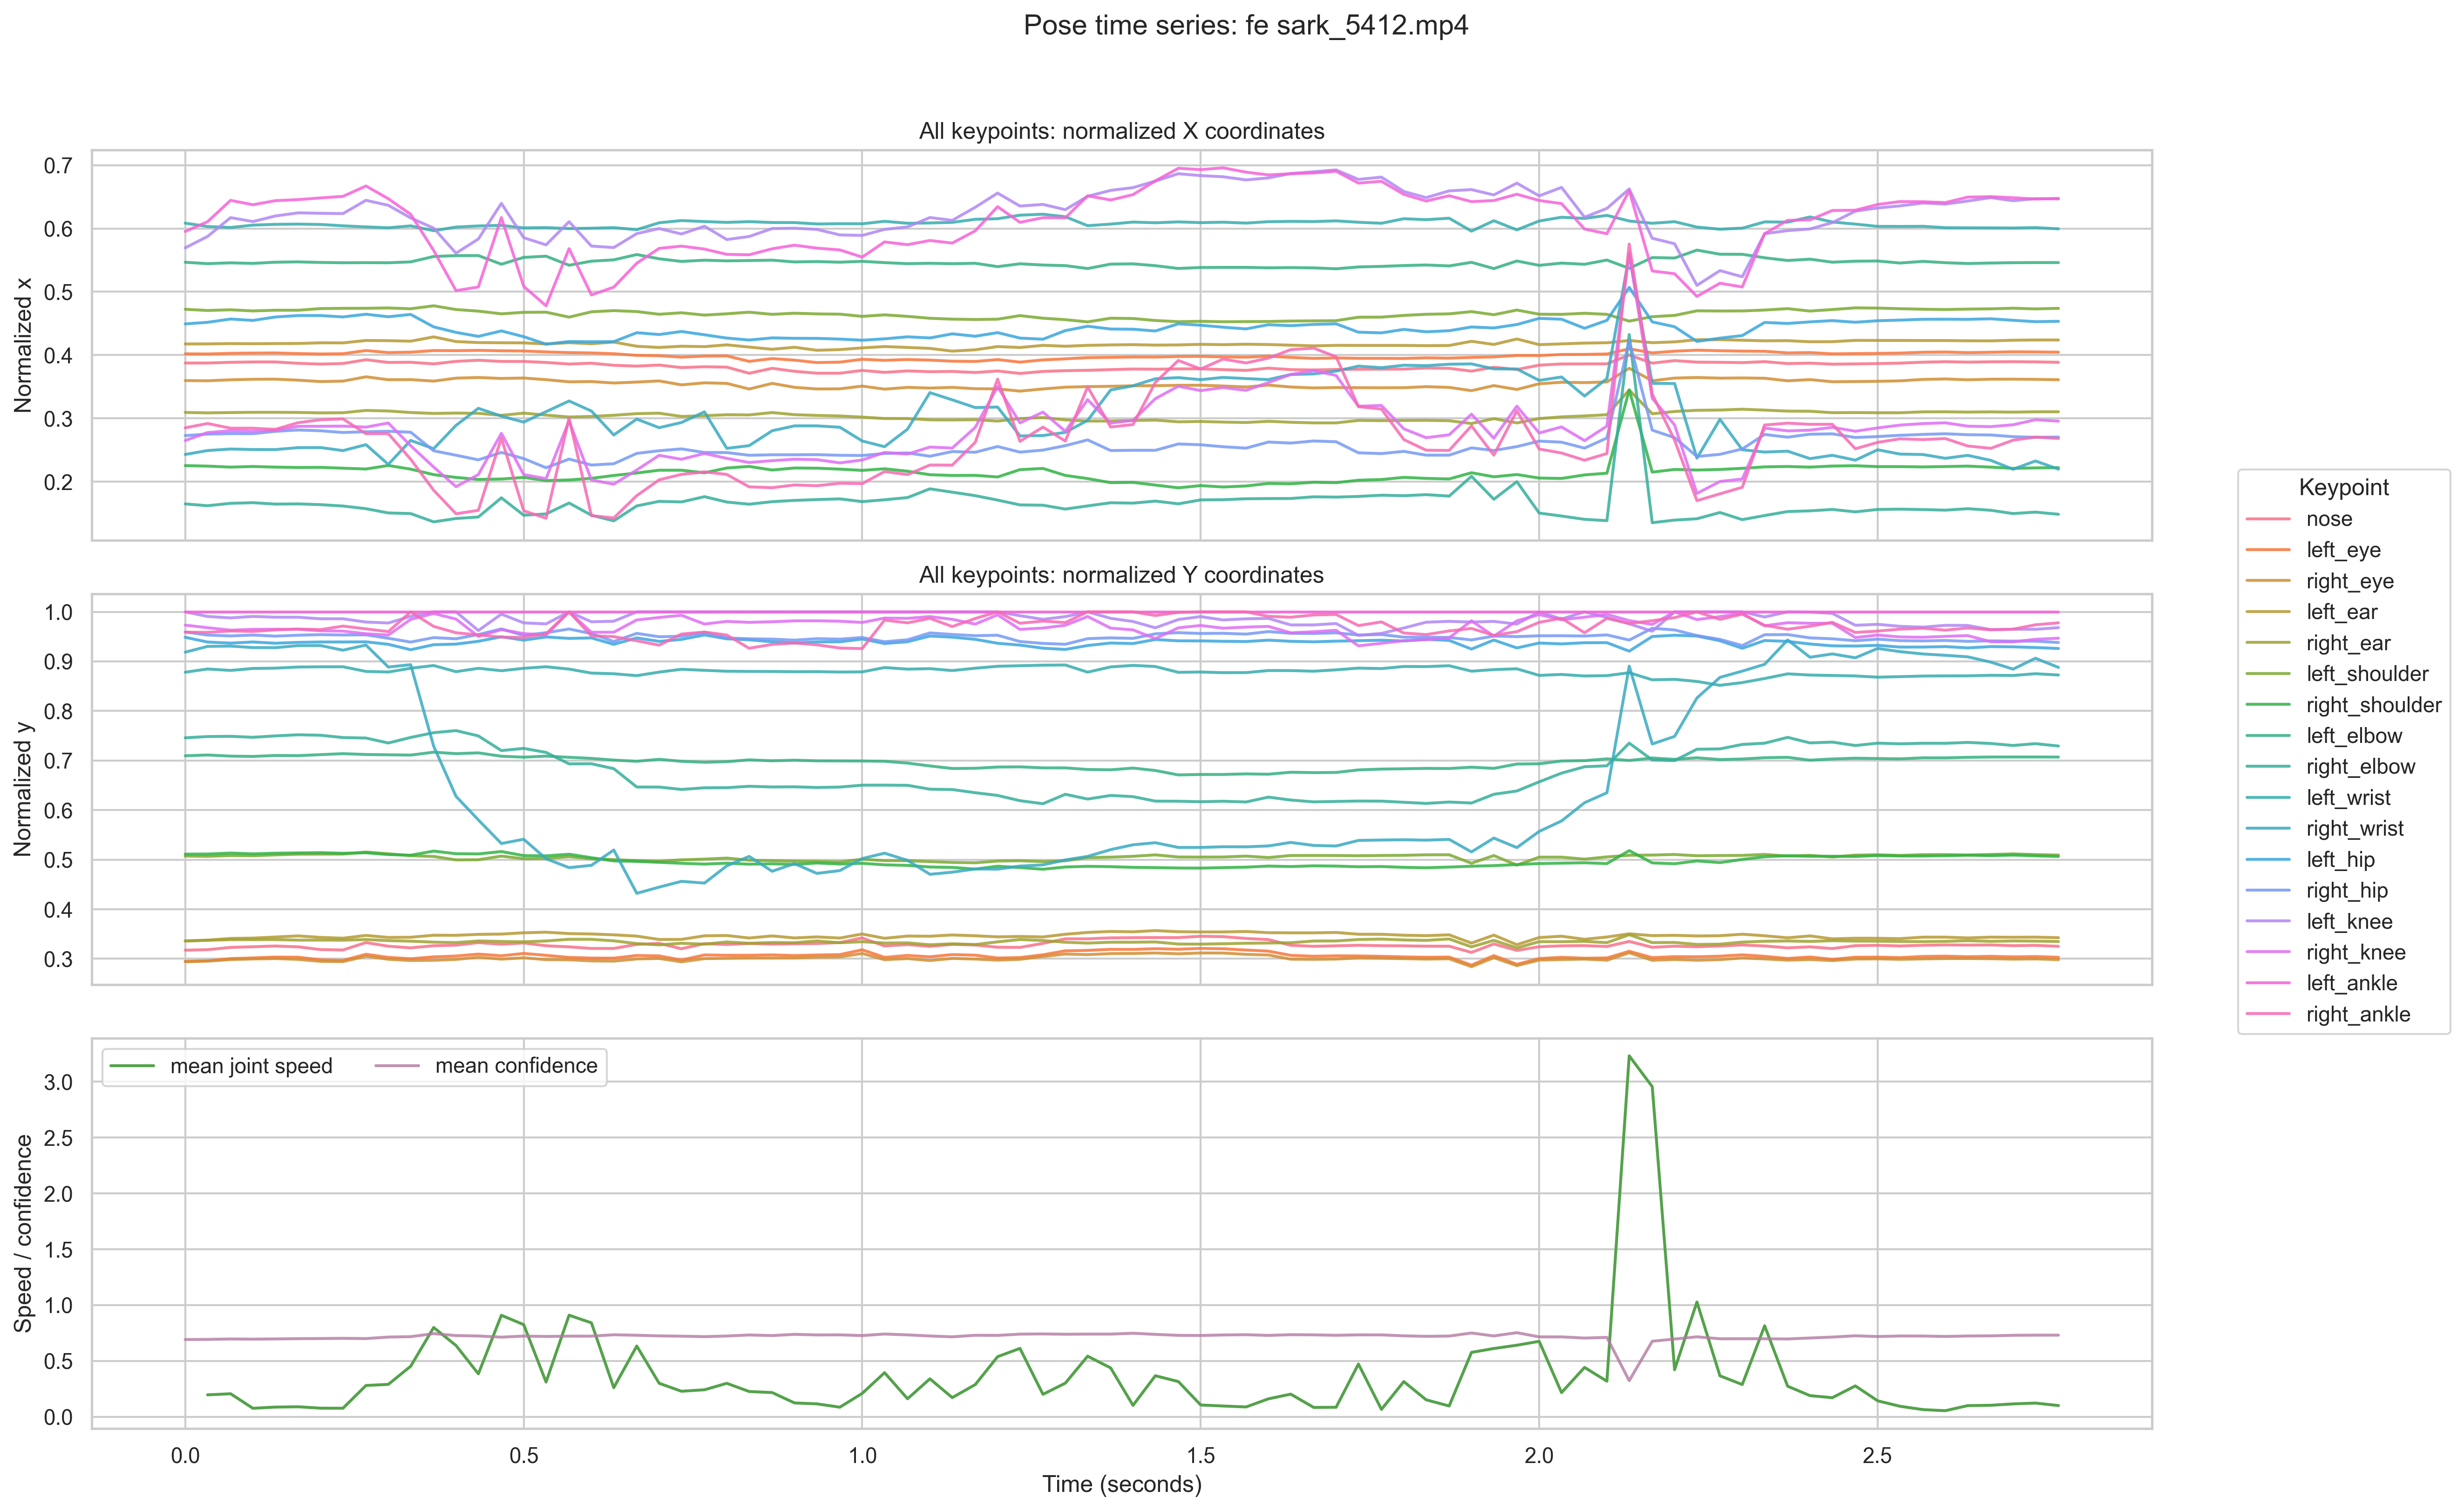 Pose time series: fe sark_5412.mp4
All keypoints: normalized X coordinates
Normalized x
0.7
0.6
0.5
0.4
0.3
0.2
All keypoints: normalized Y coordinates
Normalized y
1.0
0.9
0.8
0.7
0.6
0.5
0.4
0.3
Keypoint
nose
left_eye
right_eye
left_ear
right_ear
left_shoulder
right_shoulder
left_elbow
right_elbow
left_wrist
right_wrist
left_hip
right_hip
left_knee
right_knee
left_ankle
right_ankle
mean joint speed mean confidence
Speed / confidence
3.0
2.5
2.0
1.5
1.0
0.5
0.0
0.0 0.5 1.0 1.5 2.0 2.5
Time (seconds)